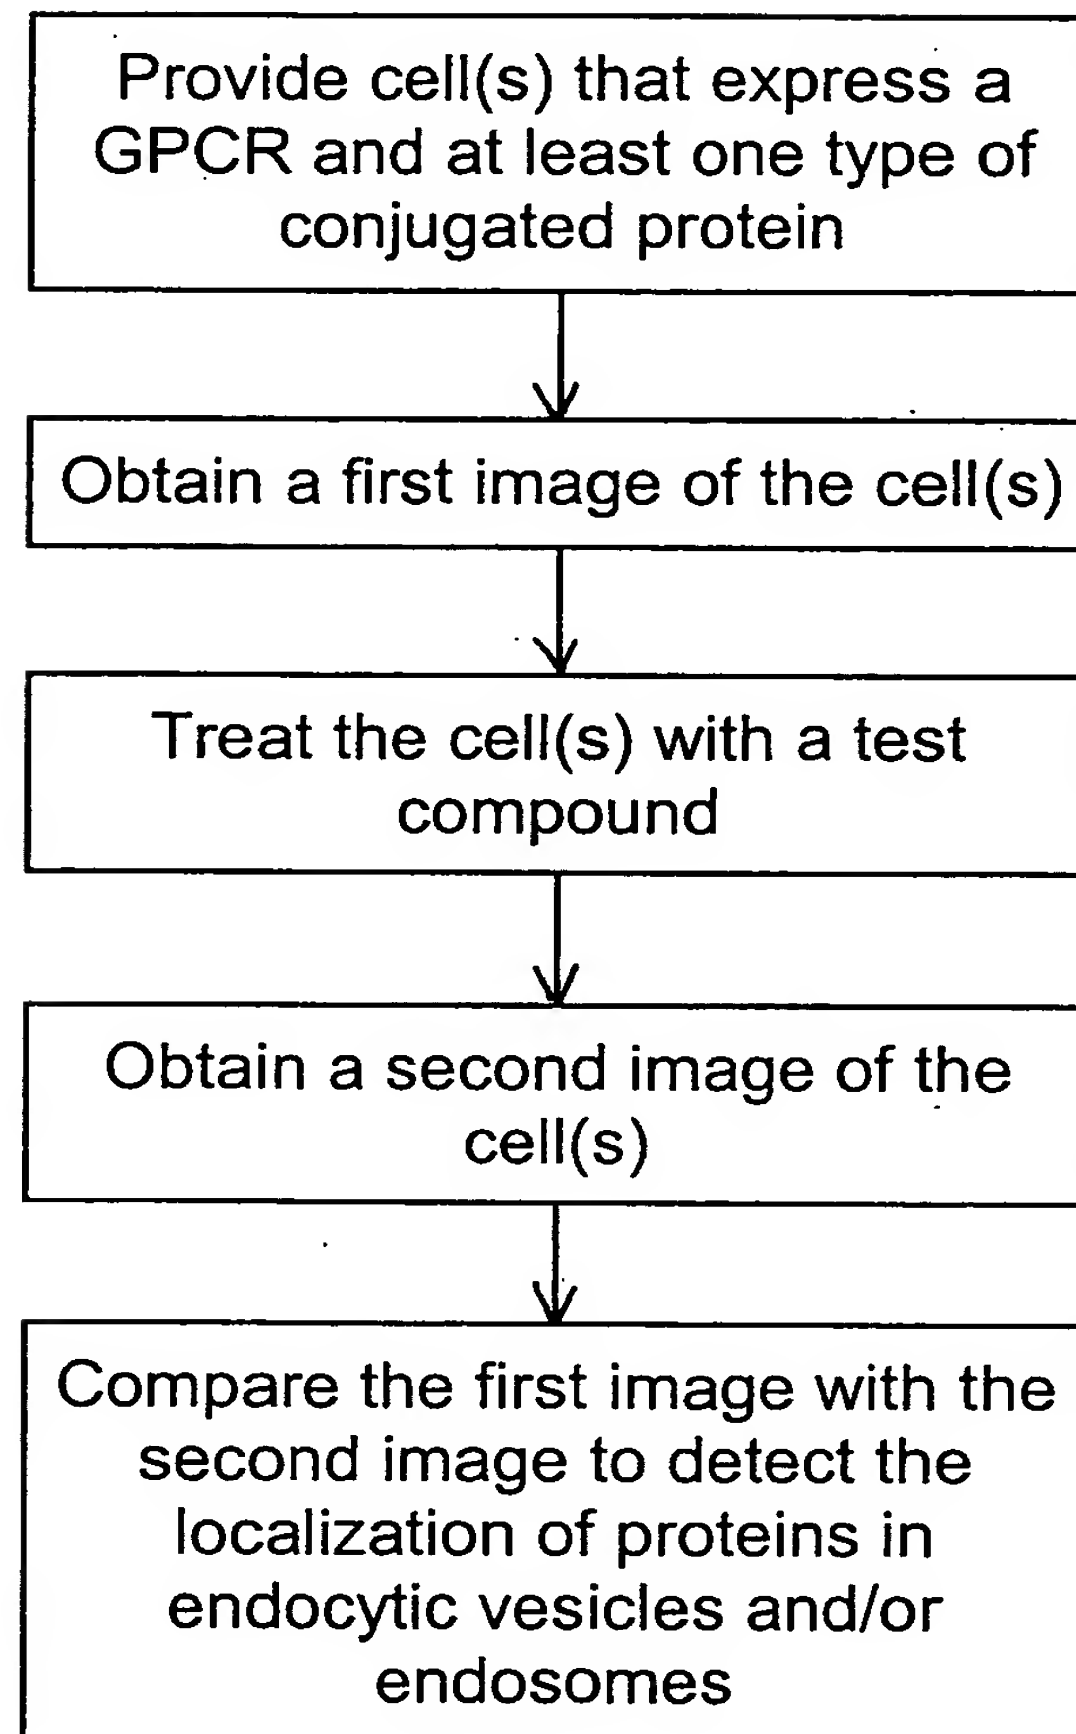 Provide cell(s) that express a
GPCR and at least one type of
conjugated protein
Obtain a first image of the cell(s)
Treat the cell(s) with a test
compound
Obtain a second image of the
cell(s)
Compare the first image with the
second image to detect the
localization of proteins in
endocytic vesicles and/or
endosomes